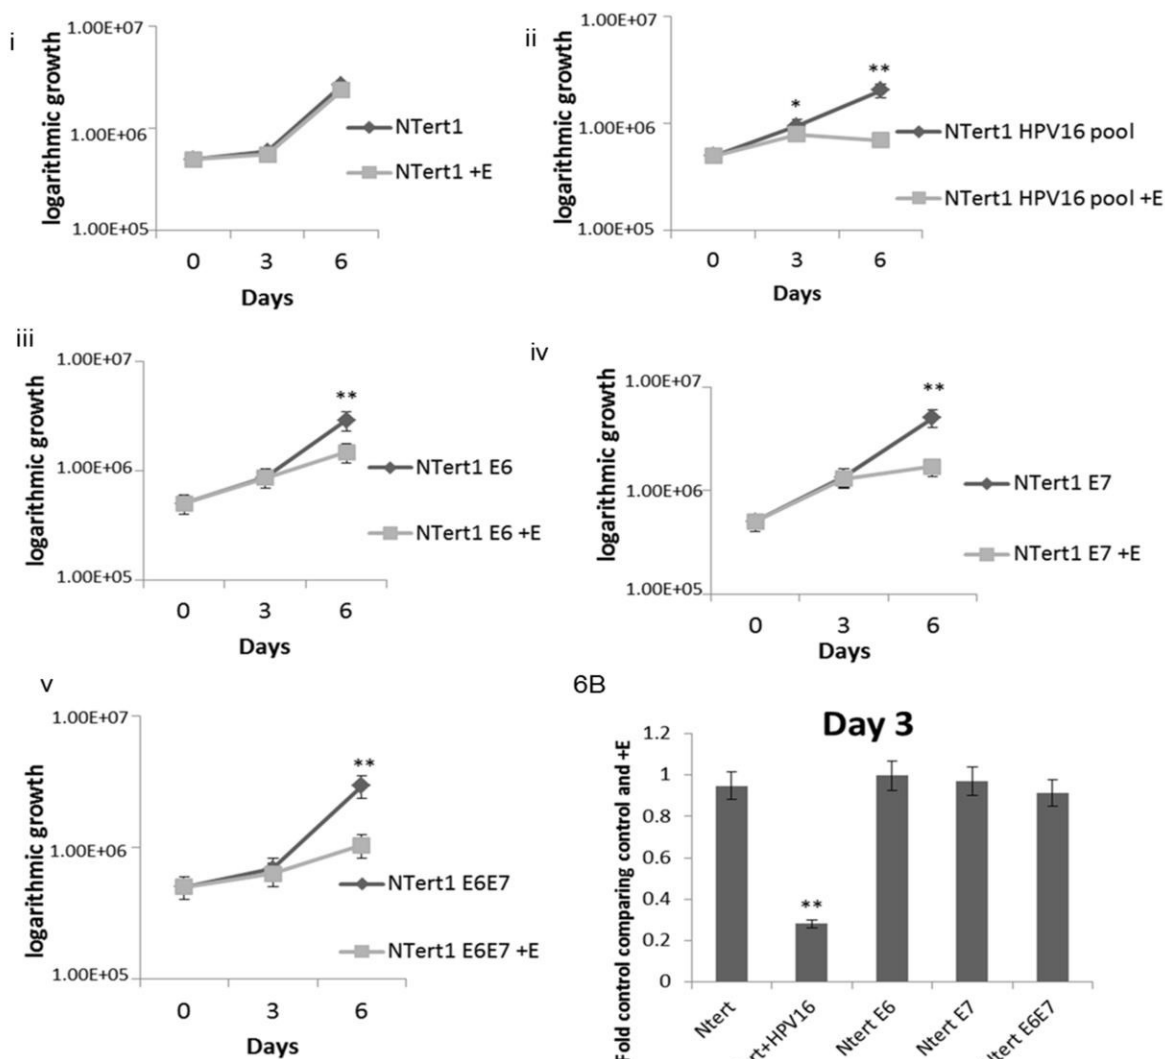 i
1.00E+07
1.00E+06
1.00E+05
logarithmic growth
0 3 6
Days
NTert1
NTert1 +E
ii
1.00E+07
1.00E+06
1.00E+05
logarithmic growth
*
**
0 3 6
Days
NTert1 HPV16 pool
NTert1 HPV16 pool +E
iii
1.00E+07
1.00E+06
1.00E+05
logarithmic growth
**
0 3 6
Days
NTert1 E6
NTert1 E6 +E
iv
1.00E+07
1.00E+06
1.00E+05
logarithmic growth
**
0 3 6
Days
NTert1 E7
NTert1 E7 +E
v
1.00E+07
1.00E+06
1.00E+05
logarithmic growth
**
0 3 6
Days
NTert1 E6E7
NTert1 E6E7 +E
6B
Day 3
Fold control comparing control and +E
1.2
1
0.8
0.6
0.4
0.2
0
**
Ntert
ert+HPV16
Ntert E6
Ntert E7
tert E6E7